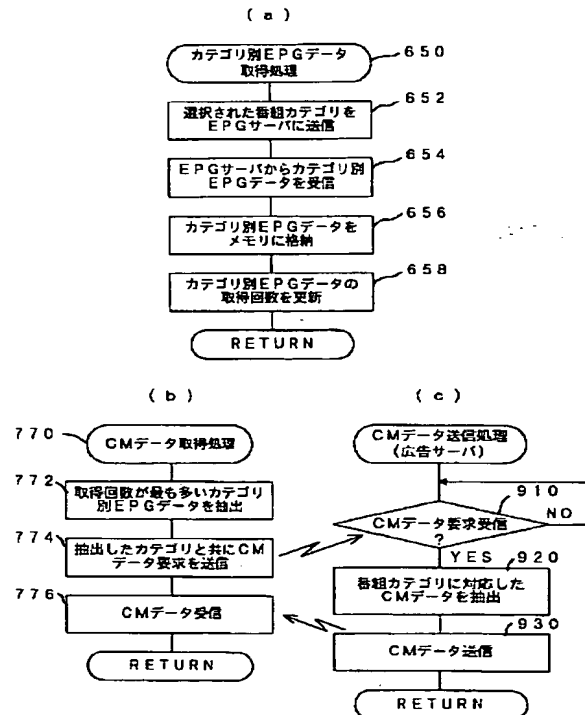 (a)
カテゴリ別EPGデータ
取得処理
650
選択された番組カテゴリを
EPGサーバに送信
652
EPGサーバからカテゴリ別
EPGデータを受信
654
カテゴリ別EPGデータを
メモリに格納
656
カテゴリ別EPGデータの
取得回数を更新
658
RETURN
(b)
770
CMデータ取得処理
772
取得回数が最も多いカテゴリ
別EPGデータを抽出
774
抽出したカテゴリと共にCM
データ要求を送信
776
CMデータ受信
RETURN
(c)
CMデータ送信処理
(広告サーバ)
910
CMデータ要求受信
?
NO
YES
920
番組カテゴリに対応した
CMデータを抽出
930
CMデータ送信
RETURN